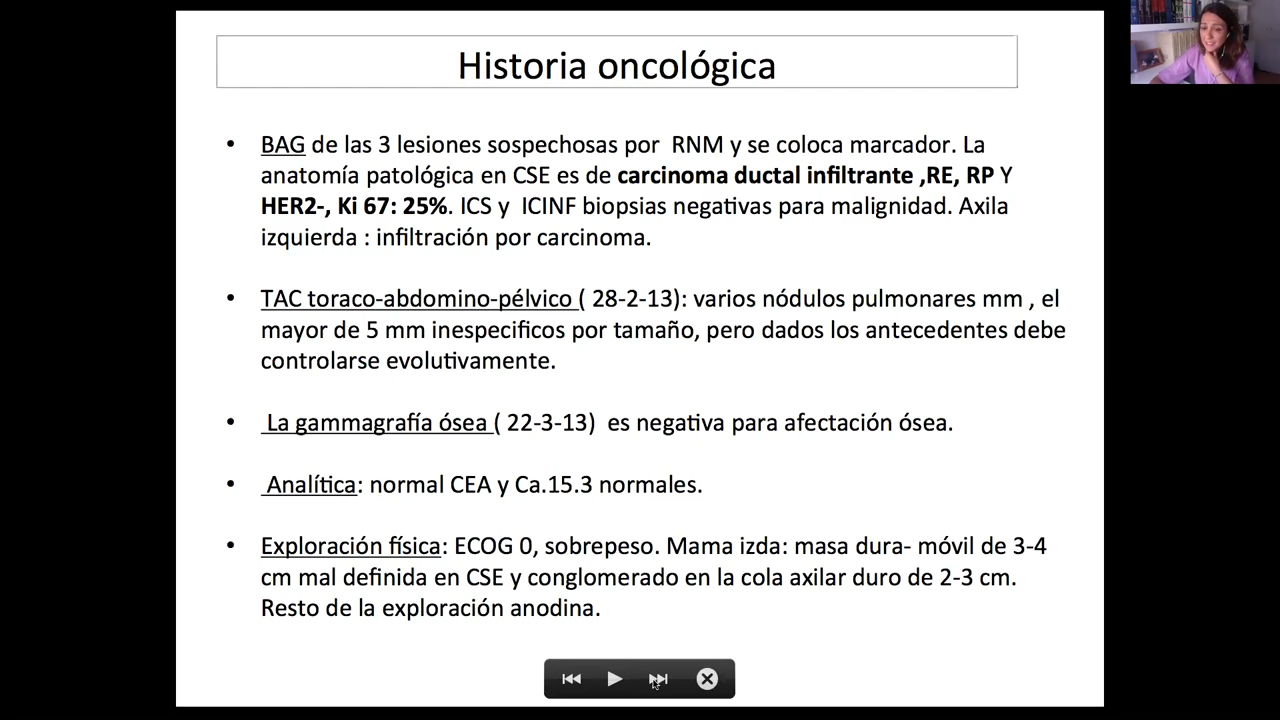 Historia oncológica
• BAG de las 3 lesiones sospechosas por RNM y se coloca marcador. La
anatomía patológica en CSE es de carcinoma ductal infiltrante ,RE, RP Y
HER2-, Ki 67: 25%. ICS y ICINF biopsias negativas para malignidad. Axila
izquierda : infiltración por carcinoma.
• TAC toraco-abdomino-pélvico ( 28-2-13): varios nódulos pulmonares mm , el
mayor de 5 mm inespecificos por tamaño, pero dados los antecedentes debe
controlarse evolutivamente.
• La gammagrafía ósea ( 22-3-13) es negativa para afectación ósea.
• Analítica: normal CEA y Ca.15.3 normales.
• Exploración física: ECOG 0, sobrepeso. Mama izda: masa dura- móvil de 3-4
cm mal definida en CSE y conglomerado en la cola axilar duro de 2-3 cm.
Resto de la exploración anodina.